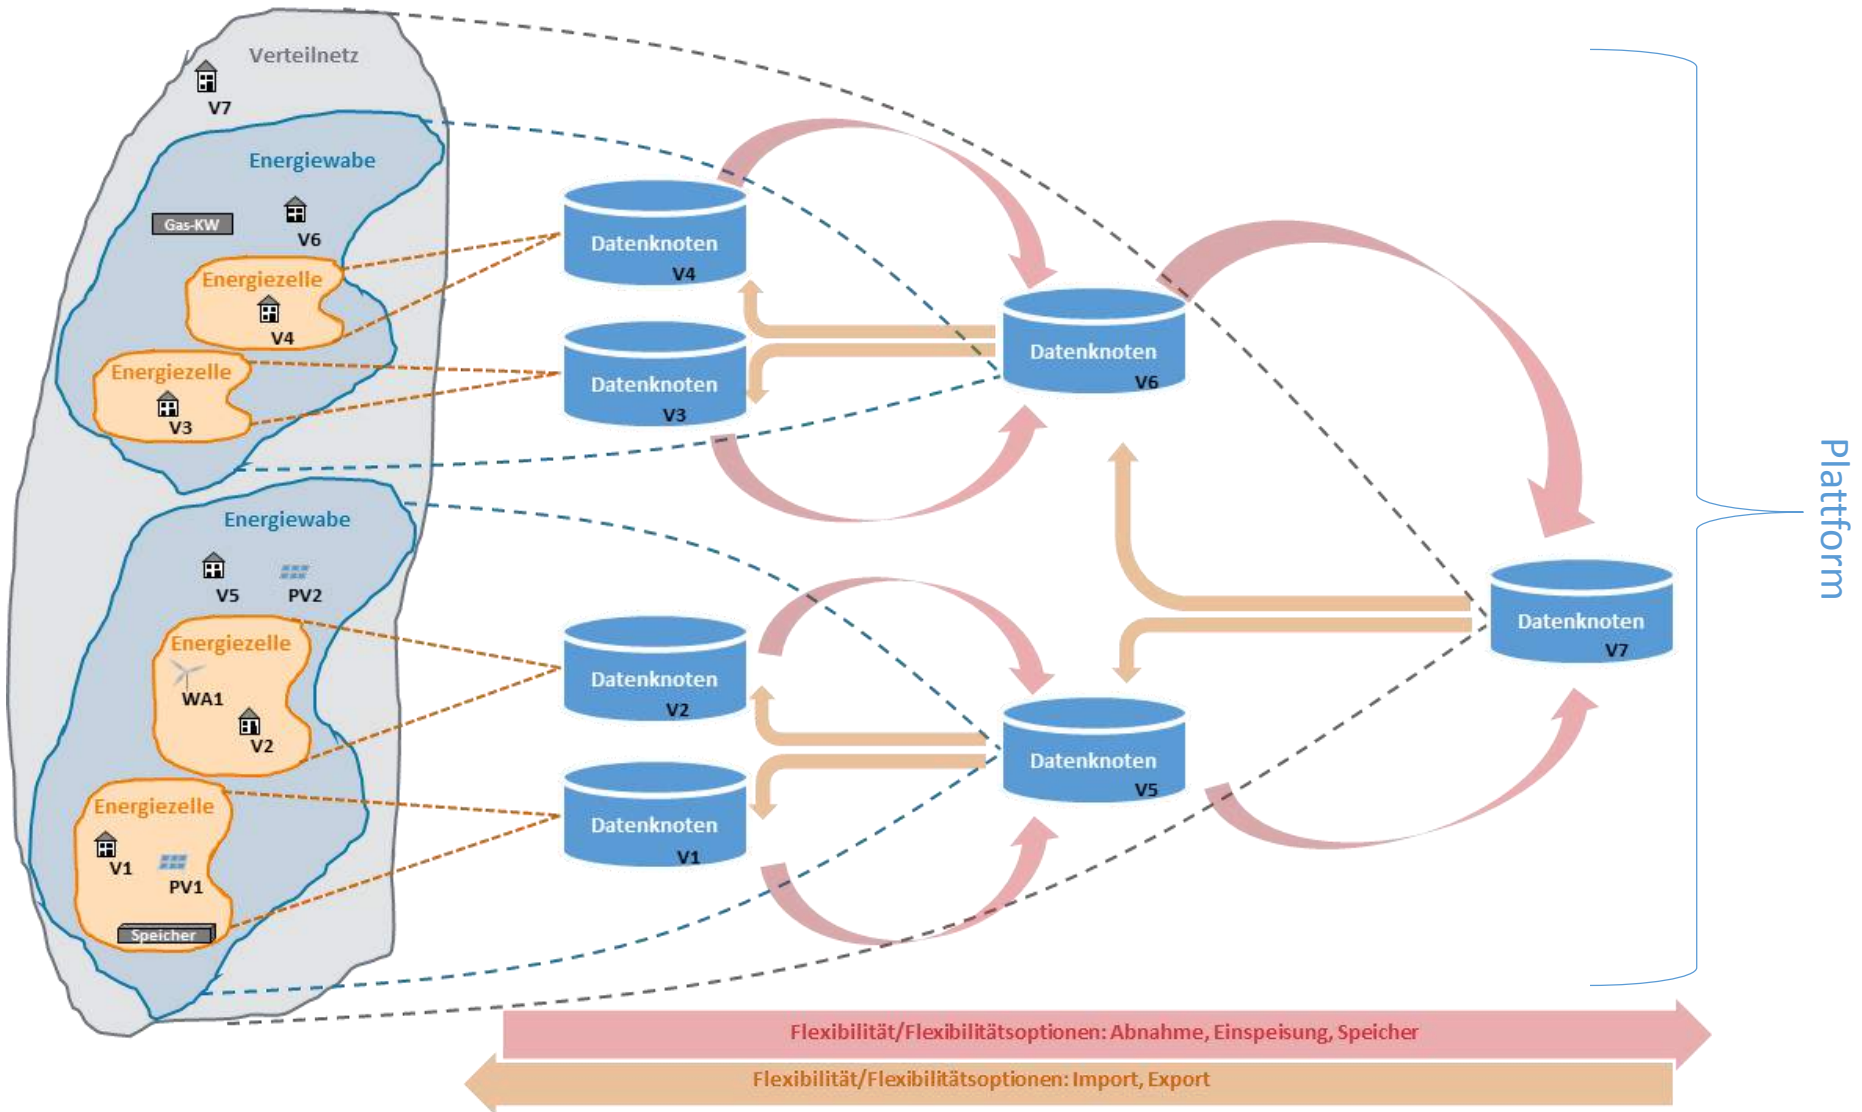 Verteilnetz
V7
Energiewabe
Gas-KW
V6
Energiezelle
V4
Energiezelle
V3
Energiewabe
V5
PV2
Energiezelle
WA1
V2
Energiezelle
V1
PV1
Speicher
Datenknoten
V4
Datenknoten
V3
Datenknoten
V2
Datenknoten
V1
Datenknoten
V6
Datenknoten
V5
Datenknoten
V7
Plattform
Flexibilität/Flexibilitätsoptionen: Abnahme, Einspeisung, Speicher
Flexibilität/Flexibilitätsoptionen: Import, Export